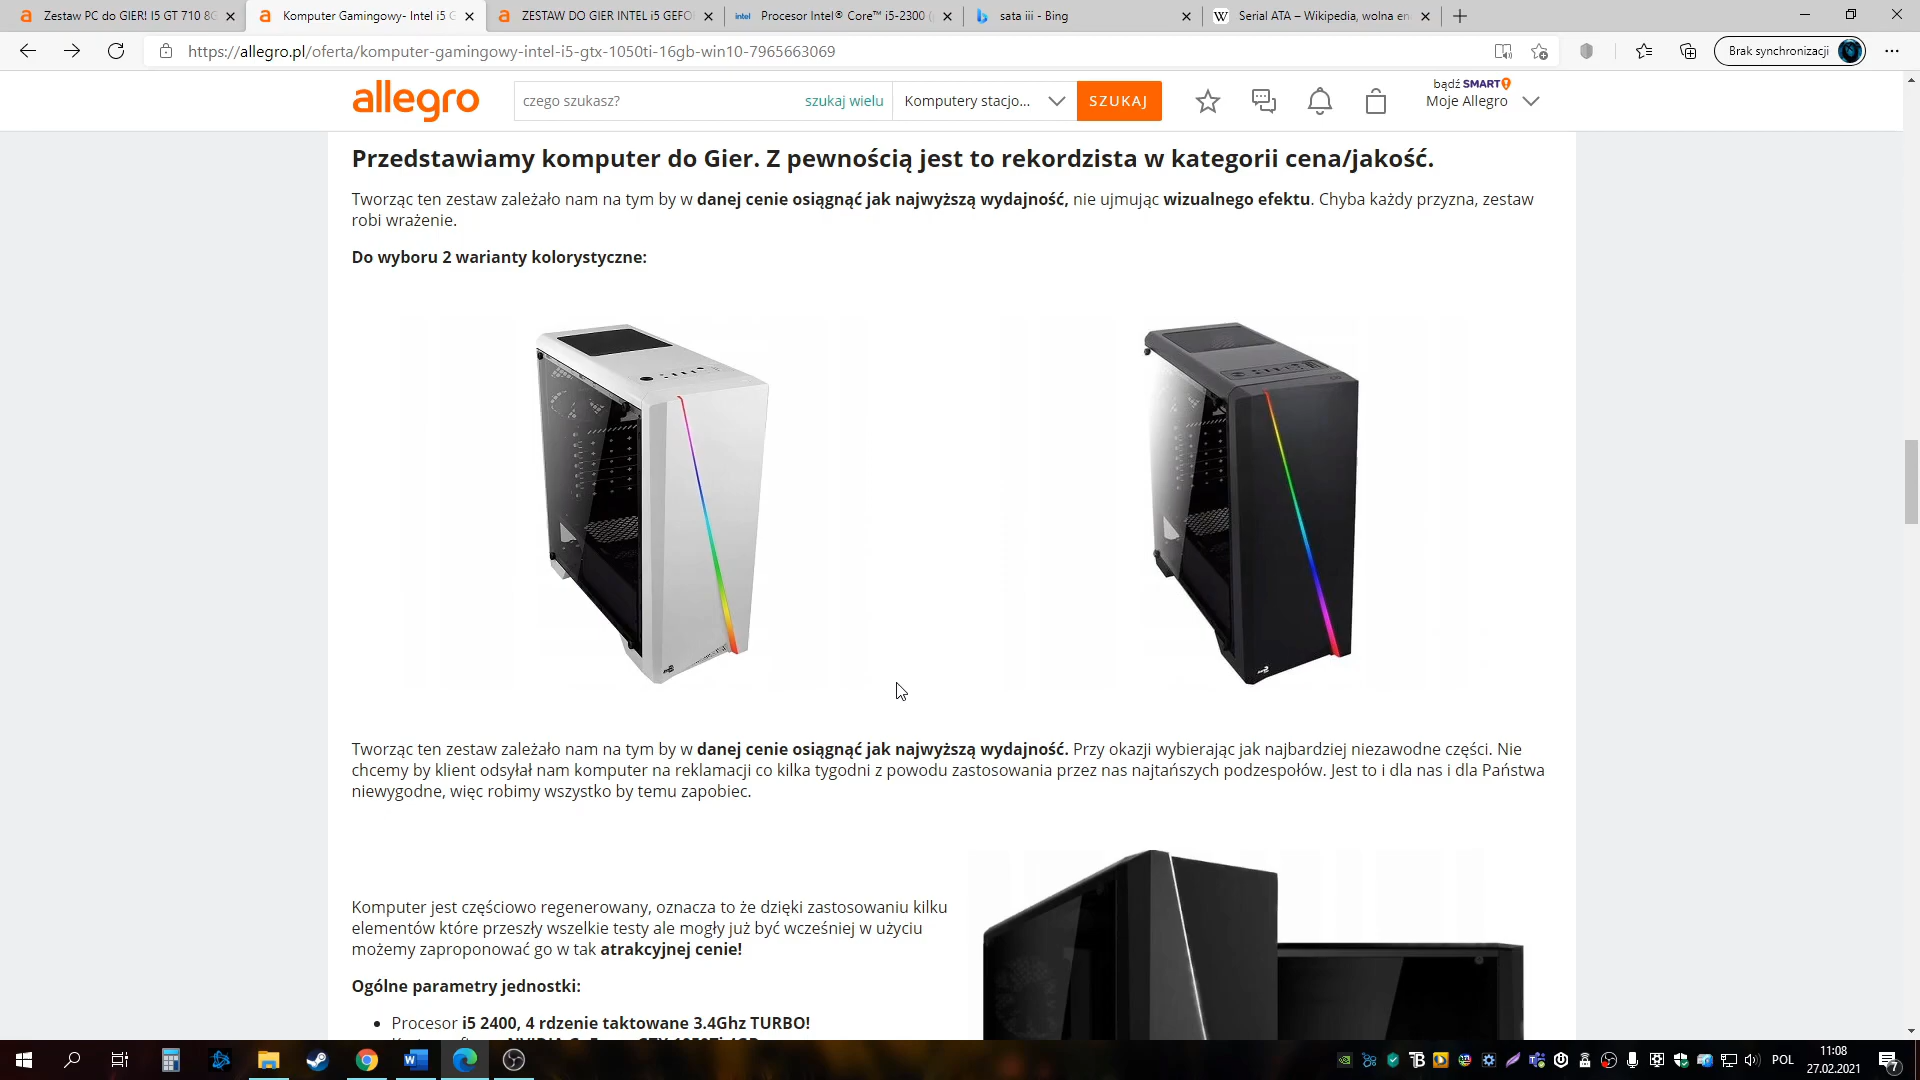 Zestaw PC do GIER! I5 GT 710 8G
Komputer Gamingowy- Intel i5 G
ZESTAW DO GIER INTEL i5 GEFO
intel
Procesor Intel® Core™ i5-2300 (
sata iii - Bing
W
Serial ATA – Wikipedia, wolna en
https://allegro.pl/oferta/komputer-gamingowy-intel-i5-gtx-1050ti-16gb-win10-7965663069
Brak synchronizacji
allegro
czego szukasz?
szukaj wielu
Komputery stacjo...
SZUKAJ
bądź SMART!
Moje Allegro
Przedstawiamy komputer do Gier. Z pewnością jest to rekordzista w kategorii cena/jakość.
Tworząc ten zestaw zależało nam na tym by w danej cenie osiągnąć jak najwyższą wydajność, nie ujmując wizualnego efektu. Chyba każdy przyzna, zestaw
robi wrażenie.
Do wyboru 2 warianty kolorystyczne:
Tworząc ten zestaw zależało nam na tym by w danej cenie osiągnąć jak najwyższą wydajność. Przy okazji wybierając jak najbardziej niezawodne części. Nie
chcemy by klient odsyłał nam komputer na reklamacji co kilka tygodni z powodu zastosowania przez nas najtańszych podzespołów. Jest to i dla nas i dla Państwa
niewygodne, więc robimy wszystko by temu zapobiec.
Komputer jest częściowo regenerowany, oznacza to że dzięki zastosowaniu kilku
elementów które przeszły wszelkie testy ale mogły już być wcześniej w użyciu
możemy zaproponować go w tak atrakcyjnej cenie!
Ogólne parametry jednostki:
• Procesor i5 2400, 4 rdzenie taktowane 3.4Ghz TURBO!
POL
11:08
27.02.2021
7